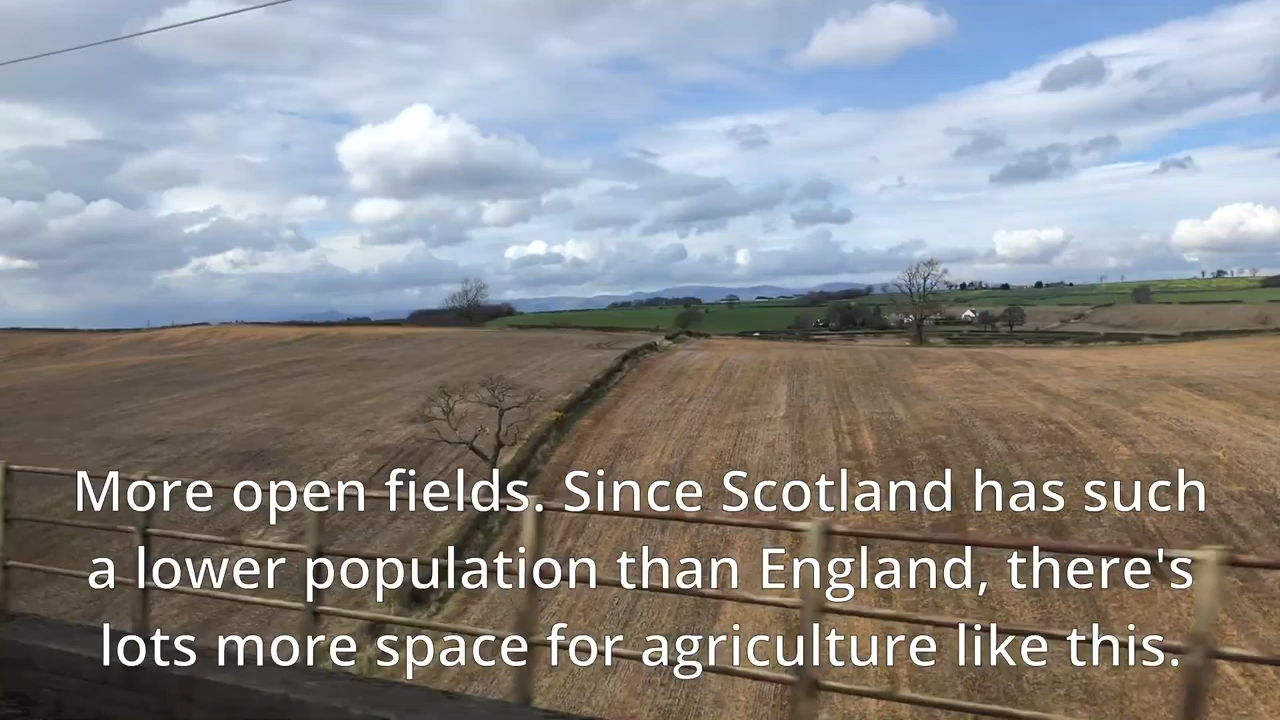 More open fields. Since Scotland has such
a lower population than England, there's
lots more space for agriculture like this.